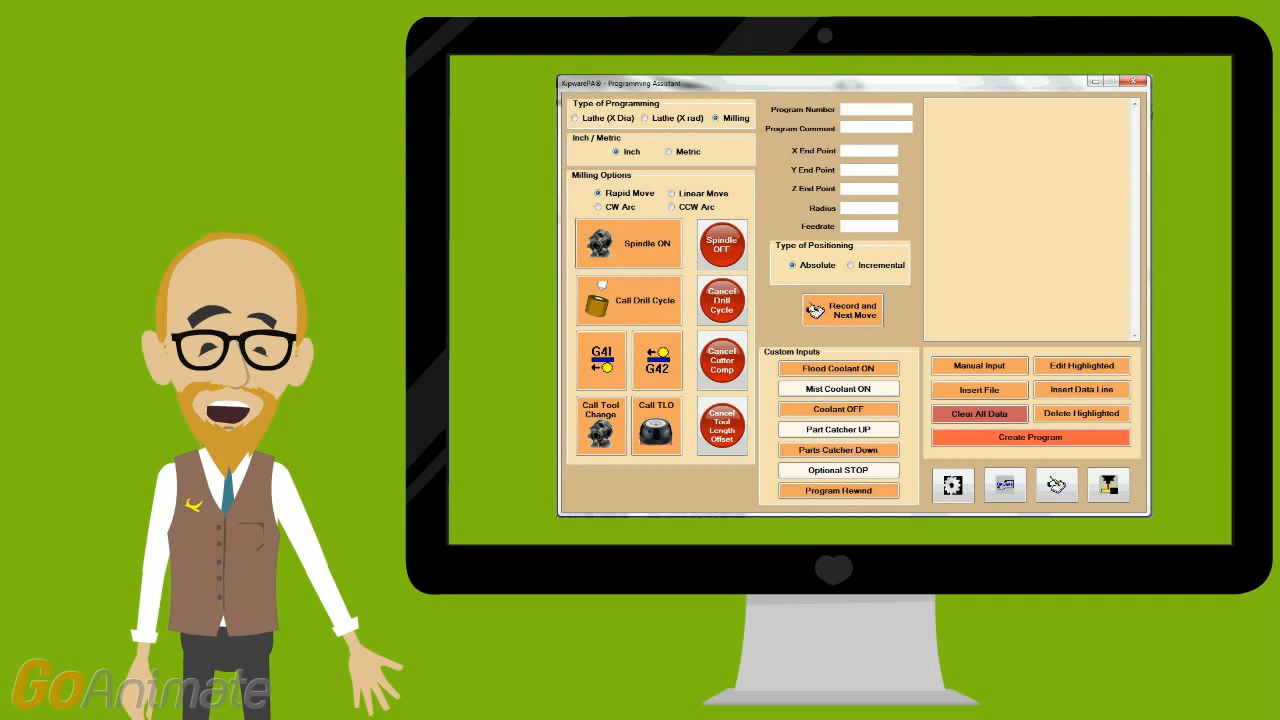 KipwarePA® - Programming Assistant
Type of Programming
Lathe (X Dia) Lathe (X rad) Milling
Inch / Metric
Inch Metric
Milling Options
Rapid Move Linear Move
CW Arc CCW Arc
Spindle ON
Spindle
OFF
Call Drill Cycle
Cancel
Drill
Cycle
G41
G42
Cancel
Cutter
Comp
Call Tool
Change
Call TLO
Cancel
Tool
Length
Offset
Program Number
Program Comment
X End Point
Y End Point
Z End Point
Radius
Feedrate
Type of Positioning
Absolute Incremental
Record and
Next Move
Custom Inputs
Flood Coolant ON
Mist Coolant ON
Coolant OFF
Part Catcher UP
Parts Catcher Down
Optional STOP
Program Rewind
Manual Input Edit Highlighted
Insert File Insert Data Line
Clear All Data Delete Highlighted
Create Program
GoAnimate